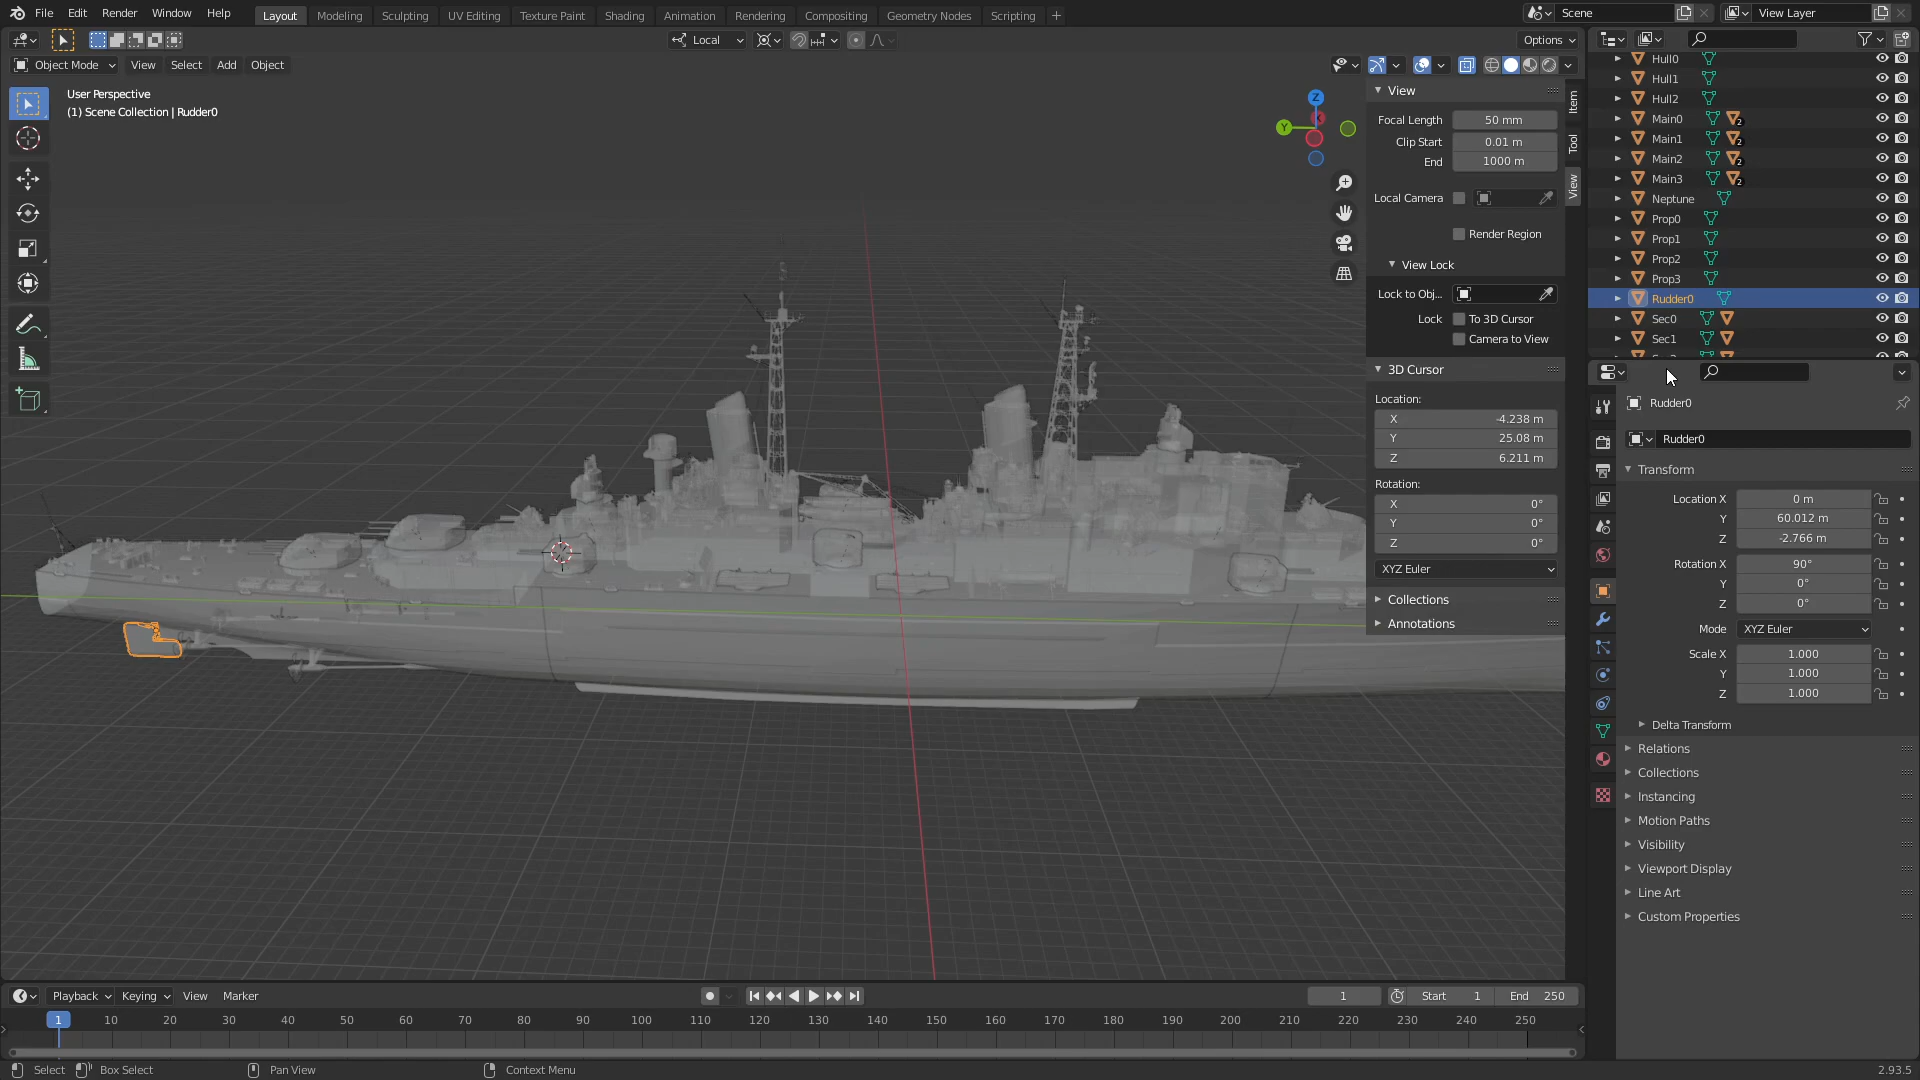 File Edit Render Window Help Layout Modeling Sculpting UV Editing Texture Paint Shading Animation Rendering Compositing Geometry Nodes Scripting + Scene View Layer
Local Options
Object Mode View Select Add Object
User Perspective
(1) Scene Collection | Rudder0
Z
Y
X
View
Focal Length 50 mm
Clip Start 0.01 m
End 1000 m
Local Camera
Render Region
View Lock
Lock to Obj...
Lock To 3D Cursor
Camera to View
3D Cursor
Location:
X -4.238 m
Y 25.08 m
Z 6.211 m
Rotation:
X 0°
Y 0°
Z 0°
XYZ Euler
Collections
Annotations
Item
Tool
View
Hull0
Hull1
Hull2
Main0 2
Main1 2
Main2 2
Main3 2
Neptune
Prop0
Prop1
Prop2
Prop3
Rudder0
Sec0
Sec1
Rudder0
Rudder0
Transform
Location X 0 m
Y 60.012 m
Z -2.766 m
Rotation X 90°
Y 0°
Z 0°
Mode XYZ Euler
Scale X 1.000
Y 1.000
Z 1.000
Delta Transform
Relations
Collections
Instancing
Motion Paths
Visibility
Viewport Display
Line Art
Custom Properties
Playback Keying View Marker 1 Start 1 End 250
1 10 20 30 40 50 60 70 80 90 100 110 120 130 140 150 160 170 180 190 200 210 220 230 240 250
Select Box Select Pan View Context Menu 2.93.5